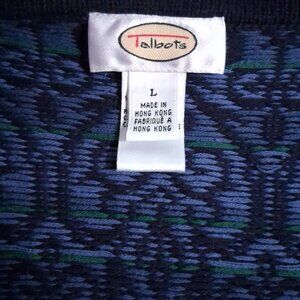 Talbots
L
MADE IN
HONG KONG
FABRIQUÉ A
HONG KONG